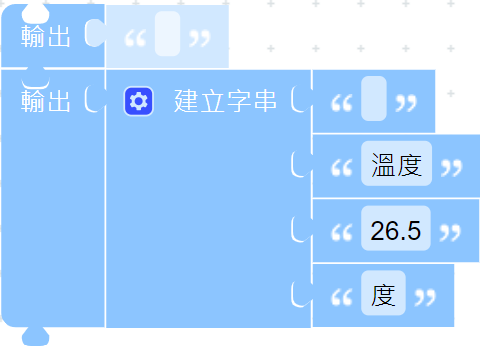 輸出 “ ”
輸出 建立字串 “ ”
“ 溫度 ”
“ 26.5 ”
“ 度 ”